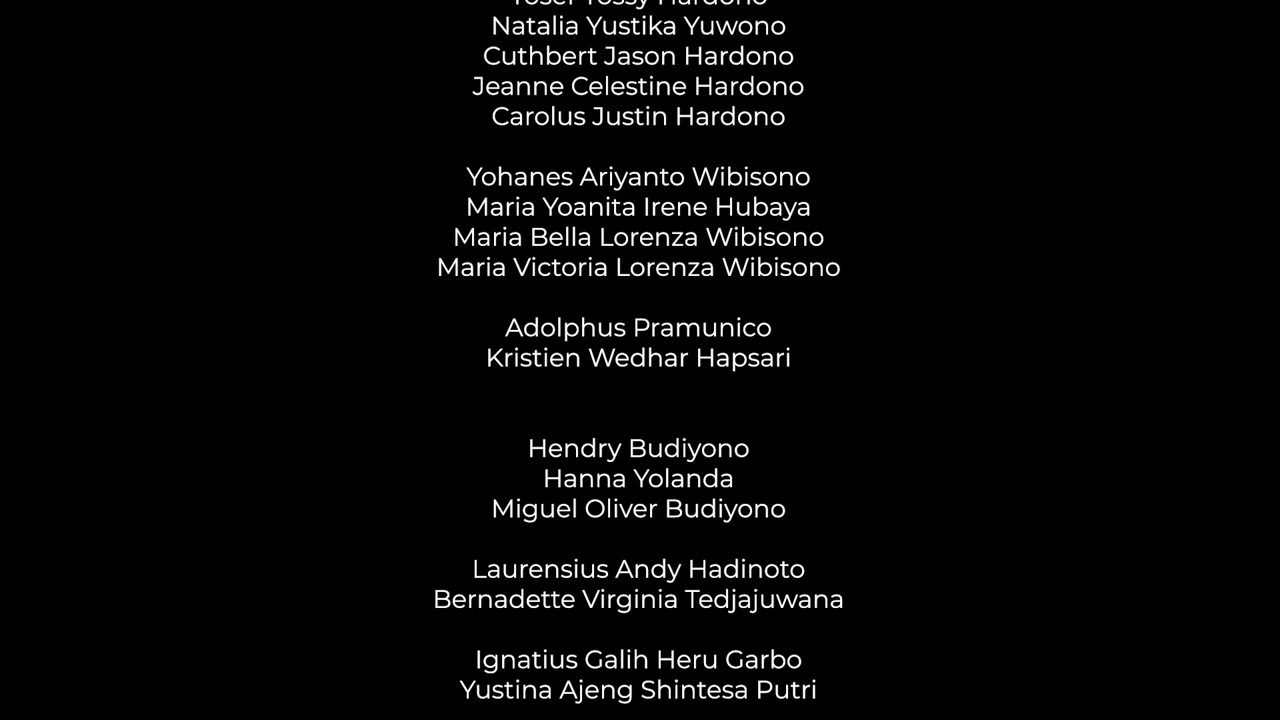 Hardono
Natalia Yustika Yuwono
Cuthbert Jason Hardono
Jeanne Celestine Hardono
Carolus Justin Hardono
Yohanes Ariyanto Wibisono
Maria Yoanita Irene Hubaya
Maria Bella Lorenza Wibisono
Maria Victoria Lorenza Wibisono
Adolphus Pramunico
Kristien Wedhar Hapsari
Hendry Budiyono
Hanna Yolanda
Miguel Oliver Budiyono
Laurensius Andy Hadinoto
Bernadette Virginia Tedjajuwana
Ignatius Galih Heru Garbo
Yustina Ajeng Shintesa Putri